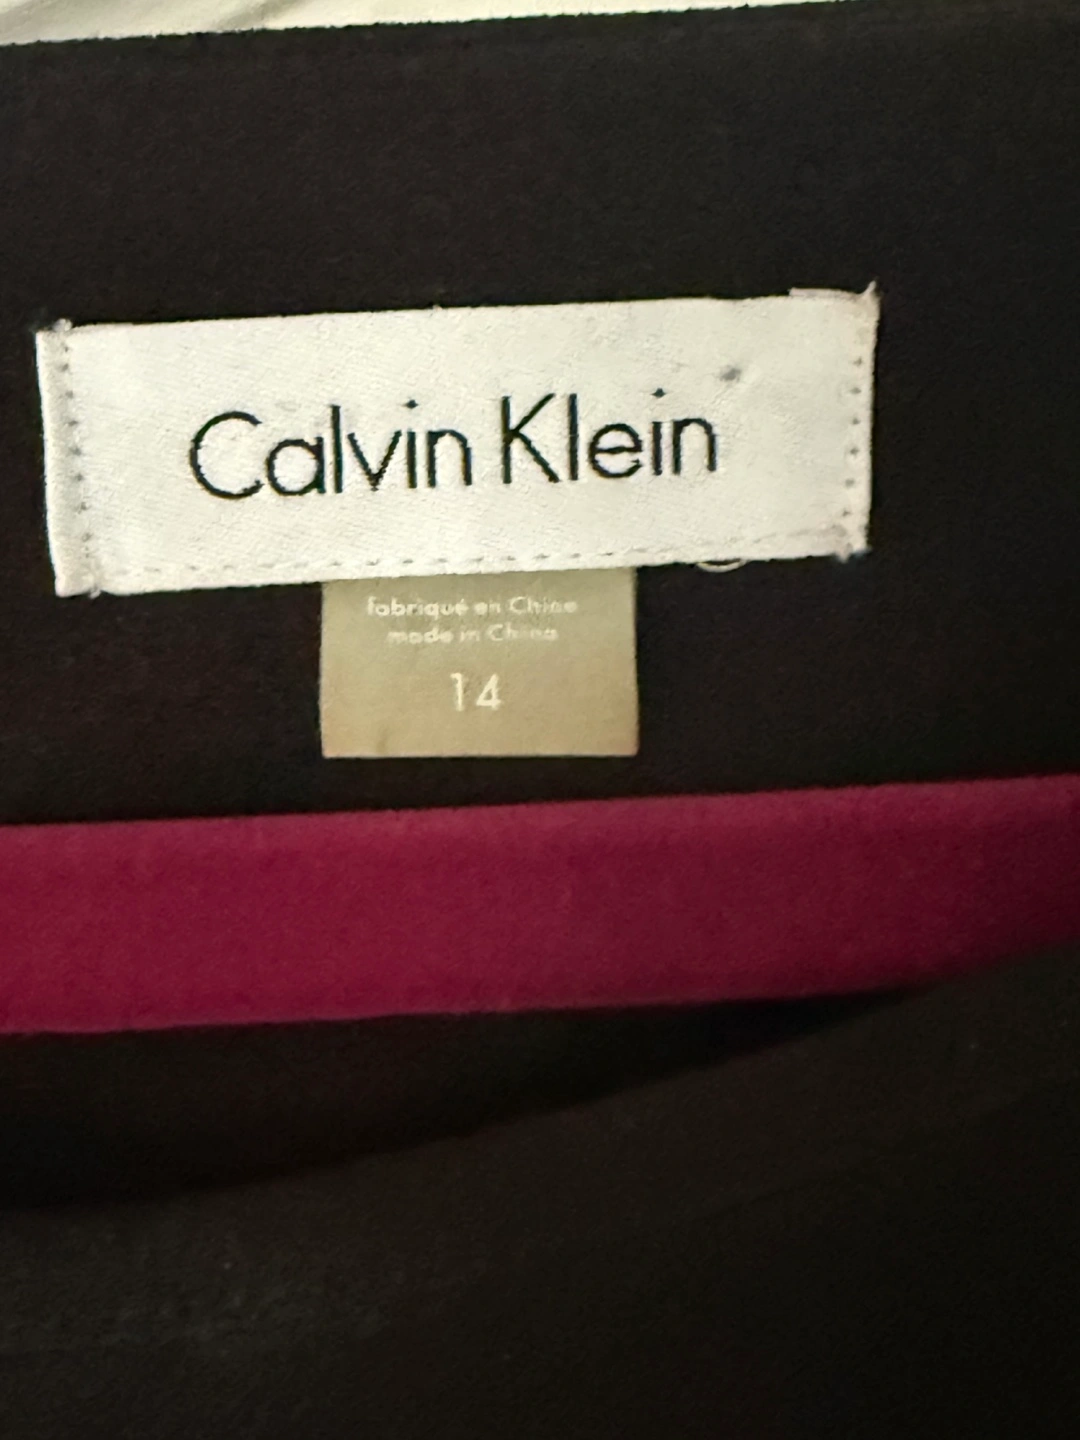 Calvin Klein
fabriqué en Chine
made in China
14